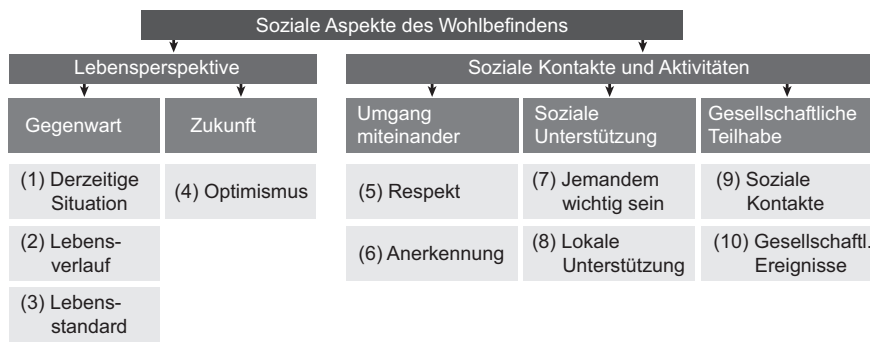 Soziale Aspekte des Wohlbefindens
Lebensperspektive
Soziale Kontakte und Aktivitäten
Gegenwart
Zukunft
Umgang
miteinander
Soziale
Unterstützung
Gesellschaftliche
Teilhabe
(1) Derzeitige
Situation
(4) Optimismus
(5) Respekt
(7) Jemandem
wichtig sein
(9) Soziale
Kontakte
(2) Lebens-
verlauf
(6) Anerkennung
(8) Lokale
Unterstützung
(10) Gesellschaftl.
Ereignisse
(3) Lebens-
standard